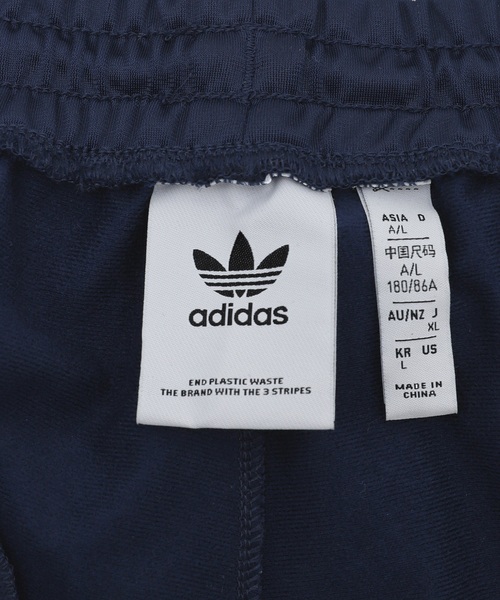 adidas
END PLASTIC WASTE
THE BRAND WITH THE 3 STRIPES
ASIA D
A/L
中国尺码
A/L
180/86A
AU/NZ J
XL
KR US
L
MADE IN
CHINA